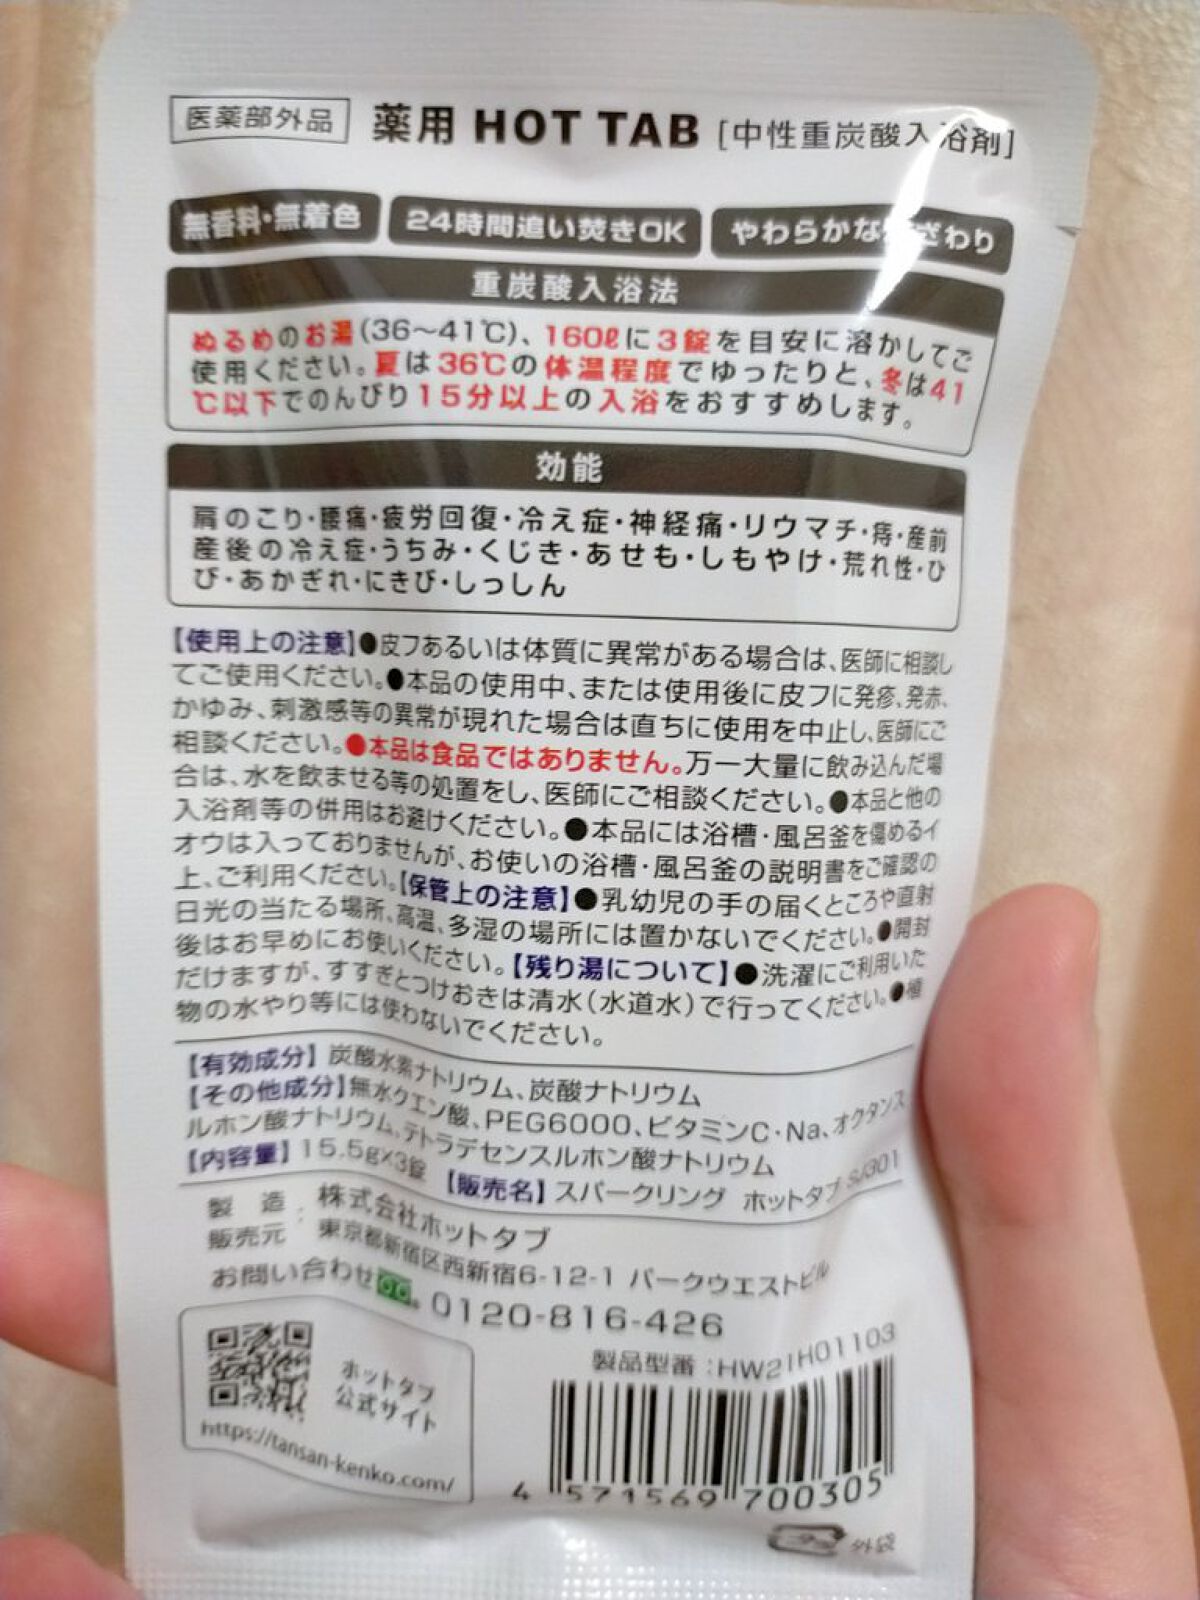 医薬部外品 薬用 HOT TAB [中性重炭酸入浴剤]
無香料・無着色 24時間追い焚きOK やわらかな ざわり
重炭酸入浴法
ぬるめのお湯(36〜41℃)、160ℓに3錠を目安に溶かしてご
使用ください。夏は36℃の体温程度でゆったりと、冬は41
℃以下でのんびり15分以上の入浴をおすすめします。
効能
肩のこり・腰痛・疲労回復・冷え症・神経痛・リウマチ・痔・産前
産後の冷え症・うちみ・くじき・あせも・しもやけ・荒れ性・ひ
び・あかぎれ・にきび・しっしん
【使用上の注意】●皮フあるいは体質に異常がある場合は、医師に相談し
てご使用ください。●本品の使用中、または使用後に皮フに発疹、発赤、
かゆみ、刺激感等の異常が現れた場合は直ちに使用を中止し、医師にご
相談ください。●本品は食品ではありません。万一大量に飲み込んだ場
合は、水を飲ませる等の処置をし、医師にご相談ください。●本品と他の
入浴剤等の併用はお避けください。●本品には浴槽・風呂釜を傷めるイ
オウは入っておりませんが、お使いの浴槽・風呂釜の説明書をご確認の
上、ご利用ください。【保管上の注意】●乳幼児の手の届くところや直射
日光の当たる場所、高温、多湿の場所には置かないでください。●開封
後はお早めにお使いください。【残り湯について】●洗濯にご利用いた
だけますが、すすぎとつけおきは清水(水道水)で行ってください。●植
物の水やり等には使わないでください。
【有効成分】炭酸水素ナトリウム、炭酸ナトリウム
【その他成分】無水クエン酸、PEG6000、ビタミンC・Na、オクタンス
ルホン酸ナトリウム、テトラデセンスルホン酸ナトリウム
【内容量】15.5g×3錠 【販売名】スパークリング ホットタブ SJ301
製造 : 株式会社ホットタブ
販売元 東京都新宿区西新宿6-12-1 パークウエストビル
お問い合わせ 0120-816-426
製品型番:HW21H01103
ホットタブ
公式サイト
https://tansan-kenko.com/
4 571569 700305
外袋